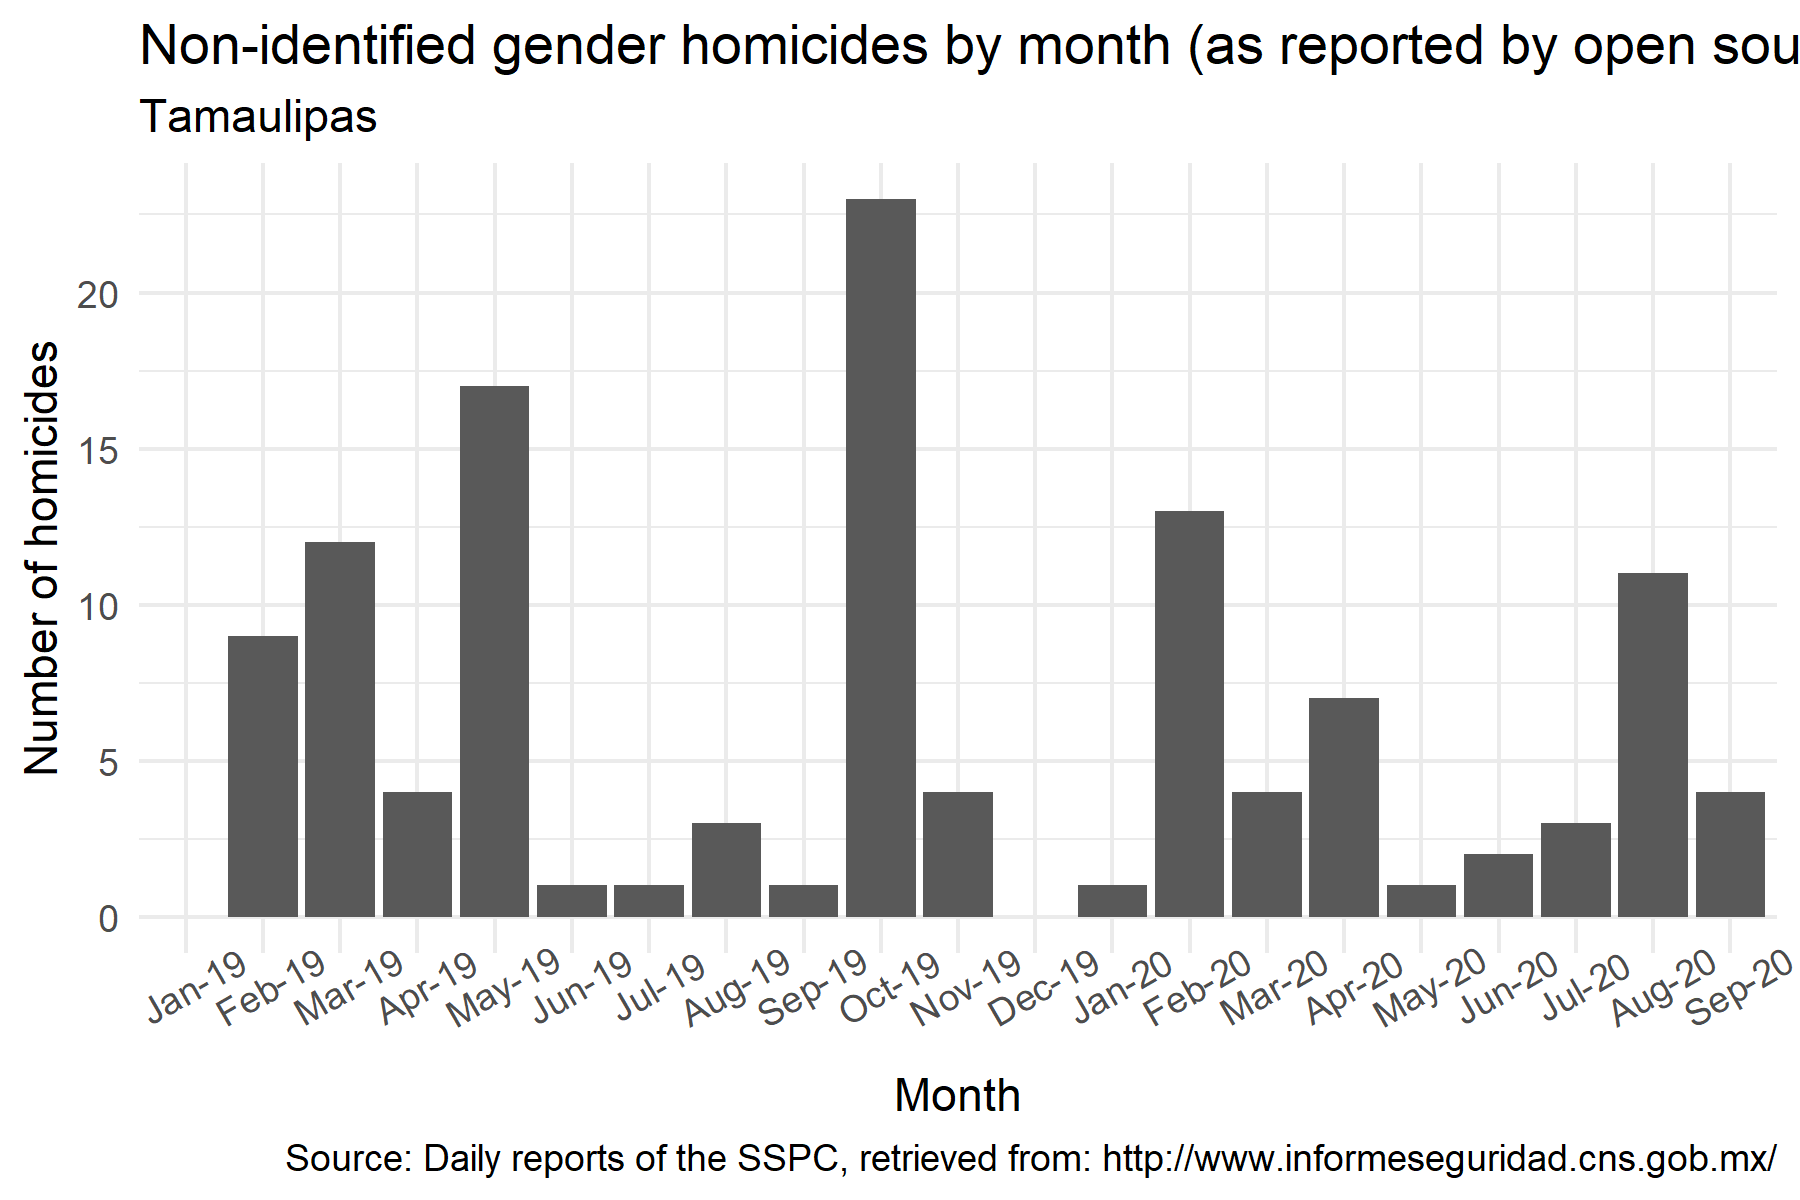 Non-identified gender homicides by month (as reported by open sou
Tamaulipas
Number of homicides
20
15
10
5
0
Jan-19
Feb-19
Mar-19
Apr-19
May-19
Jun-19
Jul-19
Aug-19
Sep-19
Oct-19
Nov-19
Dec-19
Jan-20
Feb-20
Mar-20
Apr-20
May-20
Jun-20
Jul-20
Aug-20
Sep-20
Month
Source: Daily reports of the SSPC, retrieved from: http://www.informeseguridad.cns.gob.mx/